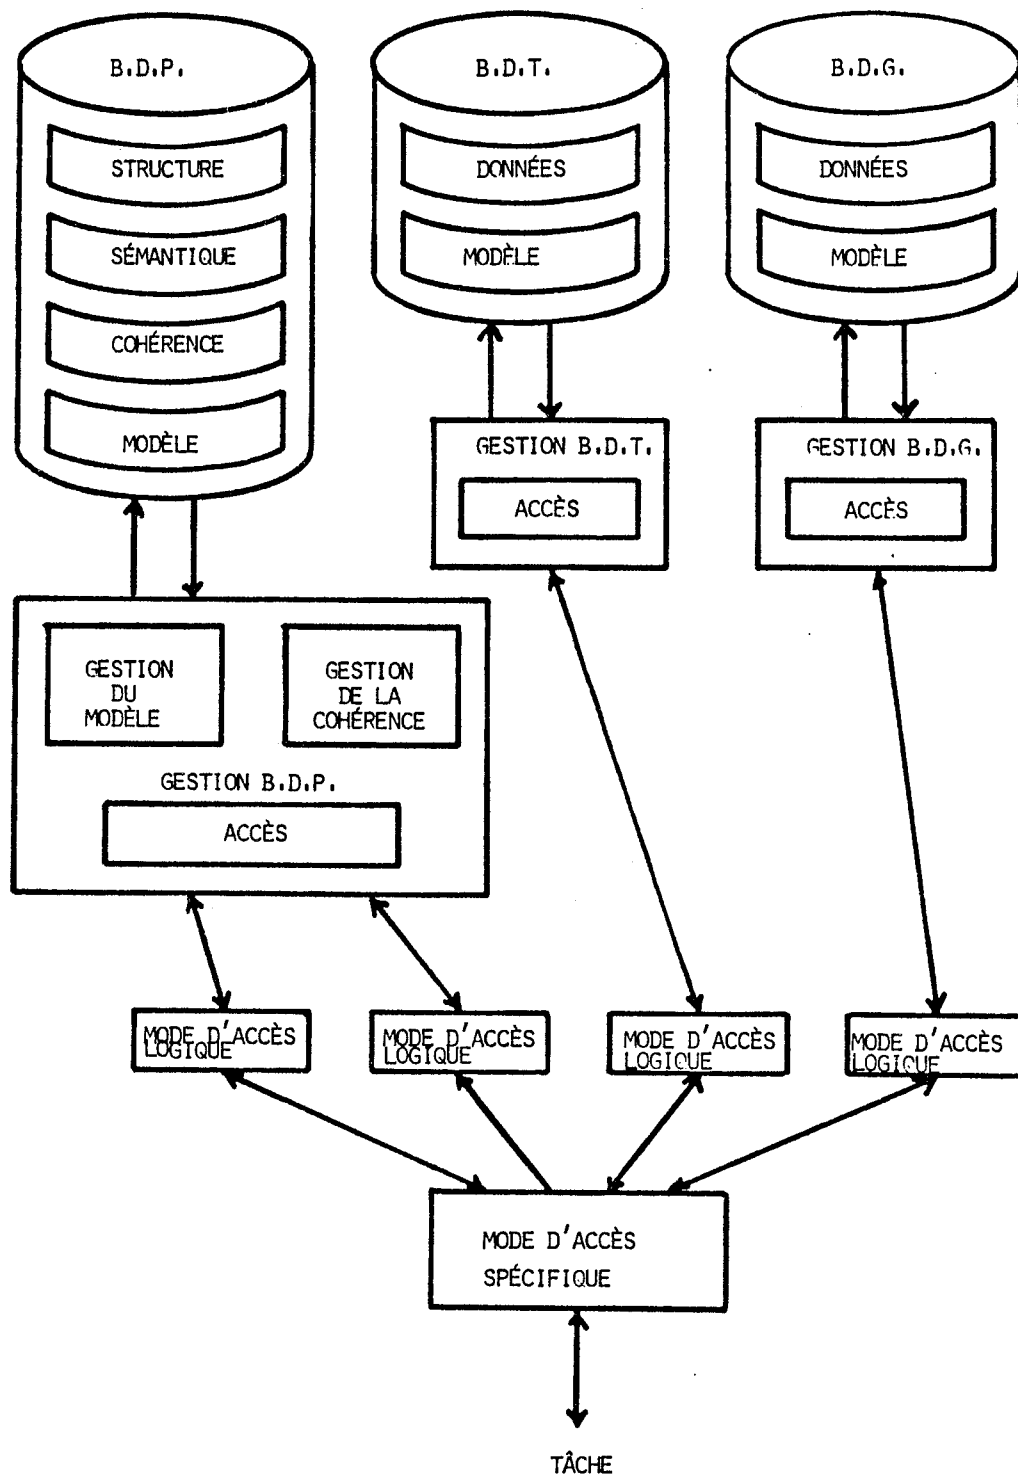 B.D.P.
B.D.T.
B.D.G.
STRUCTURE
SÉMANTIQUE
COHÉRENCE
MODÈLE
DONNÉES
MODÈLE
DONNÉES
MODÈLE
GESTION B.D.T.
ACCÈS
GESTION B.D.G.
ACCÈS
GESTION
DU
MODÈLE
GESTION
DE LA
COHÉRENCE
GESTION B.D.P.
ACCÈS
MODE D'ACCÈS
LOGIQUE
MODE D'ACCÈS
LOGIQUE
MODE D'ACCÈS
LOGIQUE
MODE D'ACCÈS
LOGIQUE
MODE D'ACCÈS
SPÉCIFIQUE
TÂCHE